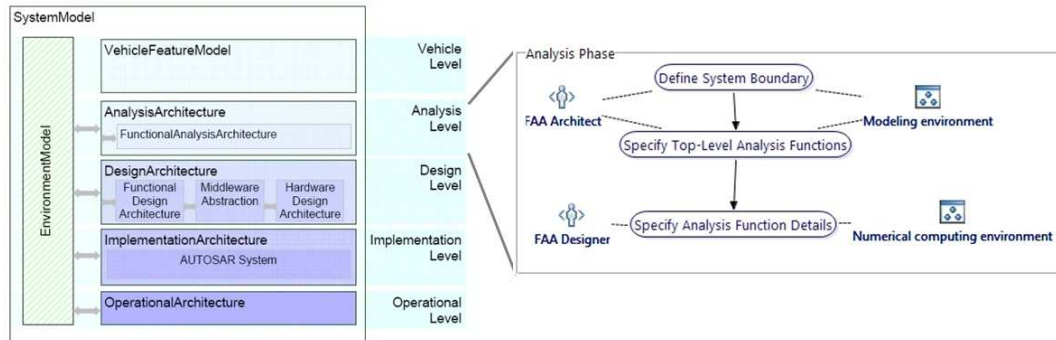 SystemModel
EnvironmentModel
VehicleFeatureModel
Vehicle
Level
AnalysisArchitecture
FunctionalAnalysisArchitecture
Analysis
Level
DesignArchitecture
Functional
Design
Architecture
Middleware
Abstraction
Hardware
Design
Architecture
Design
Level
ImplementationArchitecture
AUTOSAR System
Implementation
Level
OperationalArchitecture
Operational
Level
Analysis Phase
Define System Boundary
FAA Architect
Modeling environment
Specify Top-Level Analysis Functions
Specify Analysis Function Details
FAA Designer
Numerical computing environment